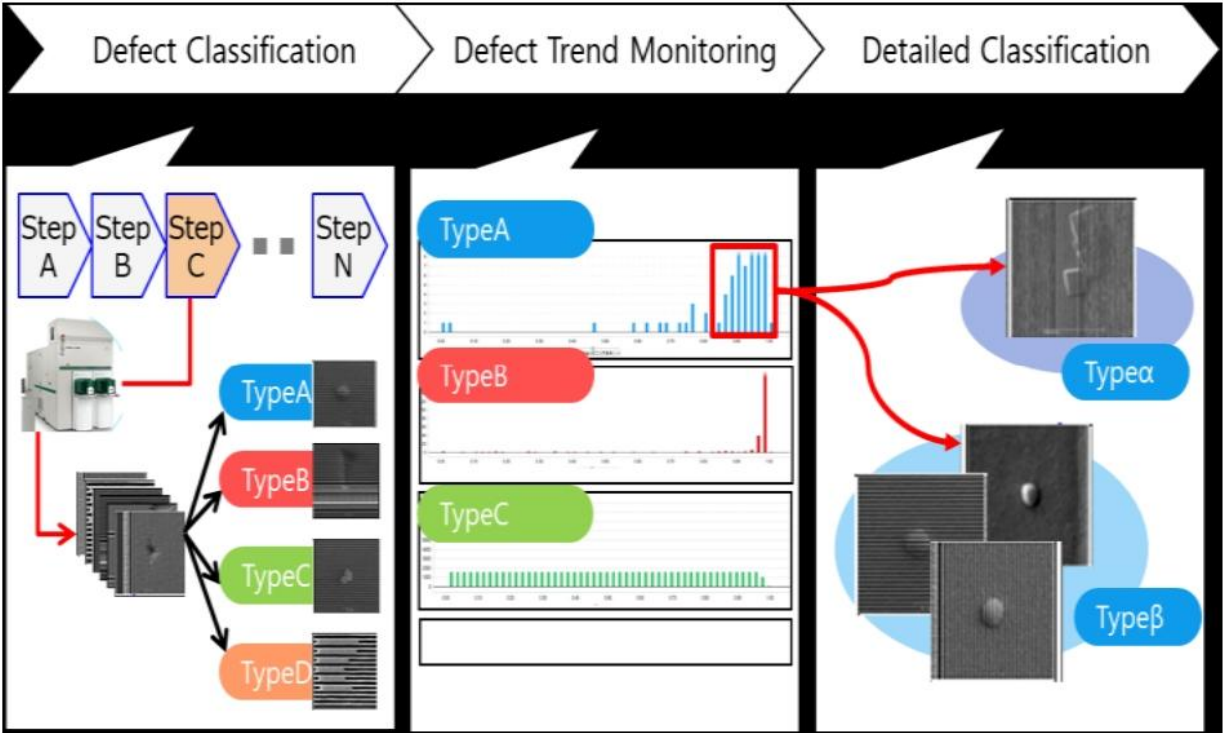 Defect Classification
Defect Trend Monitoring
Detailed Classification
Step
A
Step
B
Step
C
Step
N
TypeA
TypeB
TypeC
TypeD
TypeA
TypeB
TypeC
Typeα
Typeβ